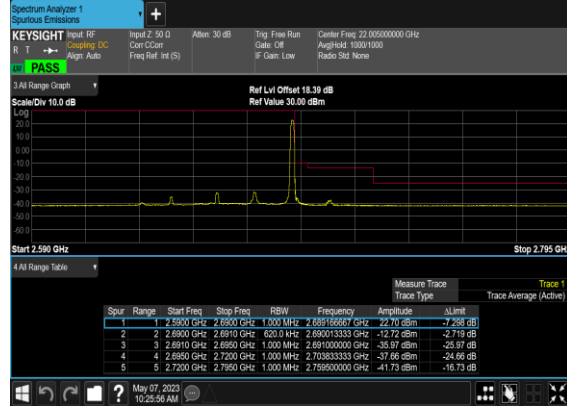 Spectrum Analyzer 1
Spurious Emissions
+
KEYSIGHT Input: RF Input Z: 50 Ω Atten: 30 dB Trig: Free Run Center Freq: 22.005000000 GHz
R T Coupling: DC Corr CCorr Gate: Off Avg|Hold: 1000/1000
Align: Auto Freq Ref: Int (S) IF Gain: Low Radio Std: None
PASS
3 All Range Graph
Ref Lvl Offset 18.39 dB
Scale/Div 10.0 dB Ref Value 30.00 dBm
Log
20.0
10.0
0.00
-10.0
-20.0
-30.0
-40.0
-50.0
-60.0
Start 2.590 GHz Stop 2.795 GH
4 All Range Table
Measure Trace Trace 1
Trace Type Trace Average (Active)
Spur Range Start Freq Stop Freq RBW Frequency Amplitude ΔLimit
1 1 2.5900 GHz 2.6900 GHz 1.000 MHz 2.689166667 GHz 22.70 dBm -7.298 dB
2 2 2.6900 GHz 2.6910 GHz 620.0 kHz 2.690013333 GHz -12.72 dBm -2.719 dB
3 3 2.6910 GHz 2.6950 GHz 1.000 MHz 2.691000000 GHz -35.97 dBm -25.97 dB
4 4 2.6950 GHz 2.7200 GHz 1.000 MHz 2.703833333 GHz -37.66 dBm -24.66 dB
5 5 2.7200 GHz 2.7950 GHz 1.000 MHz 2.759500000 GHz -41.73 dBm -16.73 dB
?
May 07, 2023
10:25:56 AM